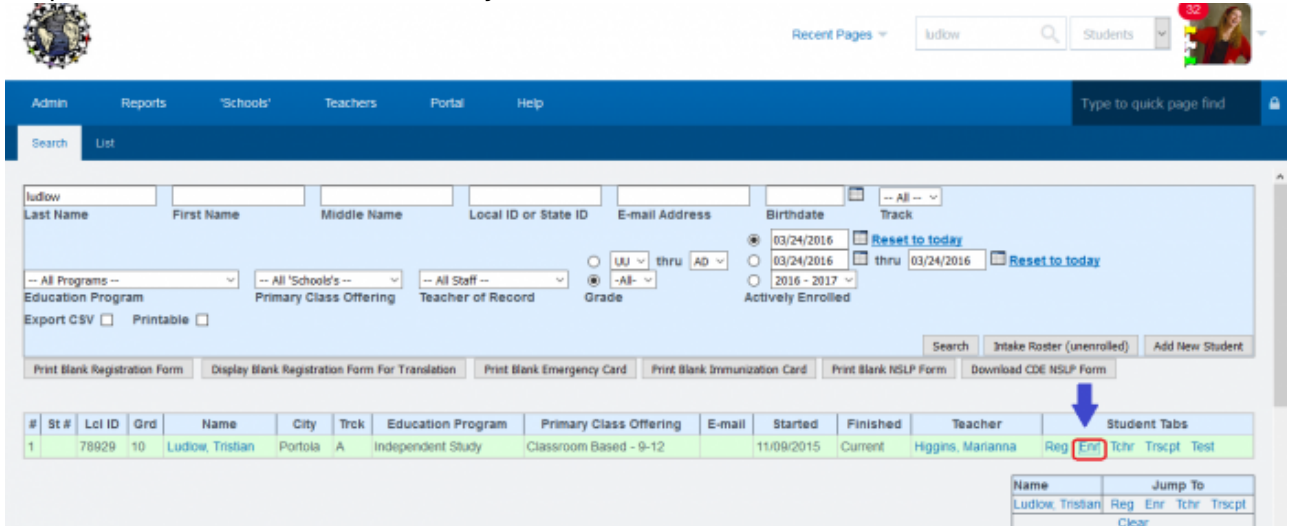 32
Recent Pages ludlow Students
Admin Reports 'Schools' Teachers Portal Help Type to quick page find
Search List
ludlow -- All --
Last Name First Name Middle Name Local ID or State ID E-mail Address Birthdate Track
03/24/2016 Reset to today
UU thru AD 03/24/2016 thru 03/24/2016 Reset to today
-- All Programs -- -- All 'Schools's -- -- All Staff -- -All- 2016 - 2017
Education Program Primary Class Offering Teacher of Record Grade Actively Enrolled
Export CSV Printable
Search Intake Roster (unenrolled) Add New Student
Print Blank Registration Form Display Blank Registration Form For Translation Print Blank Emergency Card Print Blank Immunization Card Print Blank NSLP Form Download CDE NSLP Form
# St # Lcl ID Grd Name City Trck Education Program Primary Class Offering E-mail Started Finished Teacher Student Tabs
1 78929 10 Ludlow, Tristian Portola A Independent Study Classroom Based - 9-12 11/09/2015 Current Higgins, Marianna Reg Enr Tchr Trscpt Test
Name Jump To
Ludlow, Tristian Reg Enr Tchr Trscpt
Clear